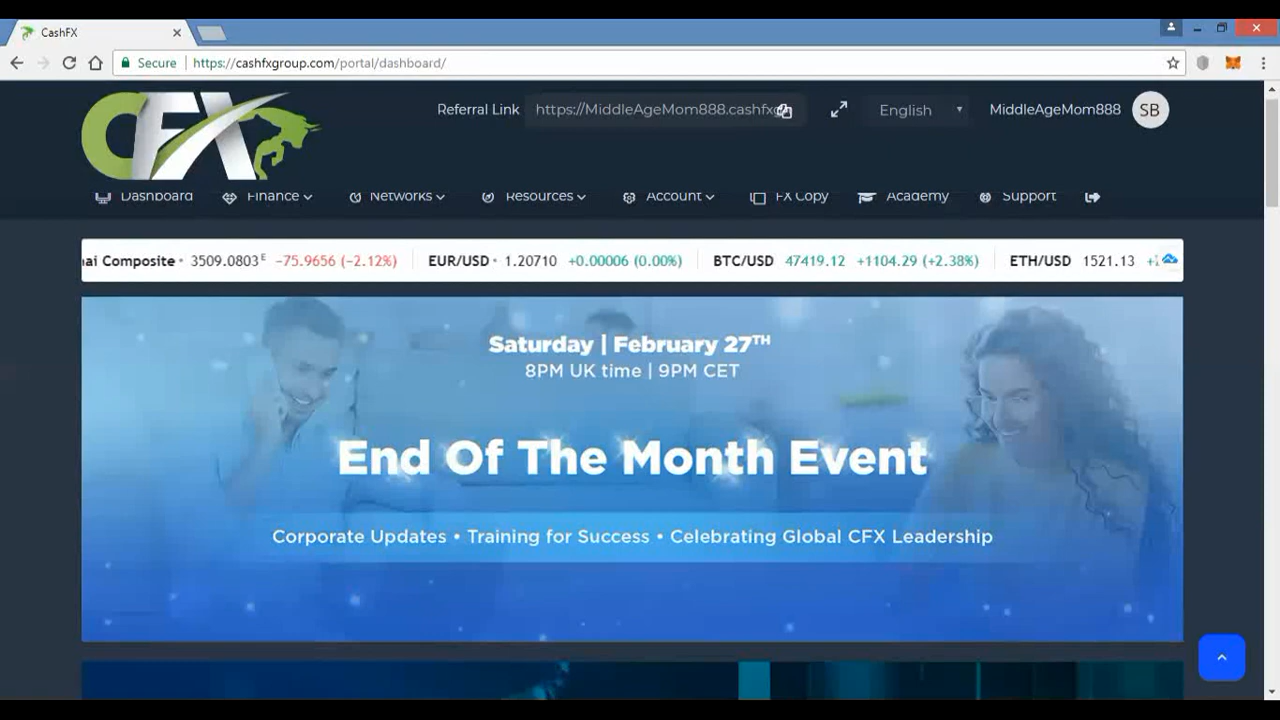 CashFX
Secure
https://cashfxgroup.com/portal/dashboard/
CFX
Referral Link
https://MiddleAgeMom888.cashfxg
English
MiddleAgeMom888
SB
Dashboard
Finance
Networks
Resources
Account
FX Copy
Academy
Support
ai Composite • 3509.0803 E −75.9656 (−2.12%)
EUR/USD • 1.20710 +0.00006 (0.00%)
BTC/USD 47419.12 +1104.29 (+2.38%)
ETH/USD 1521.13
Saturday | February 27TH
8PM UK time | 9PM CET
End Of The Month Event
Corporate Updates • Training for Success • Celebrating Global CFX Leadership